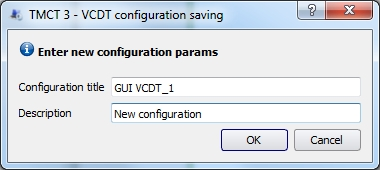 TMCT 3 - VCDT configuration saving
Enter new configuration params
Configuration title GUI VCDT_1
Description New configuration
OK Cancel